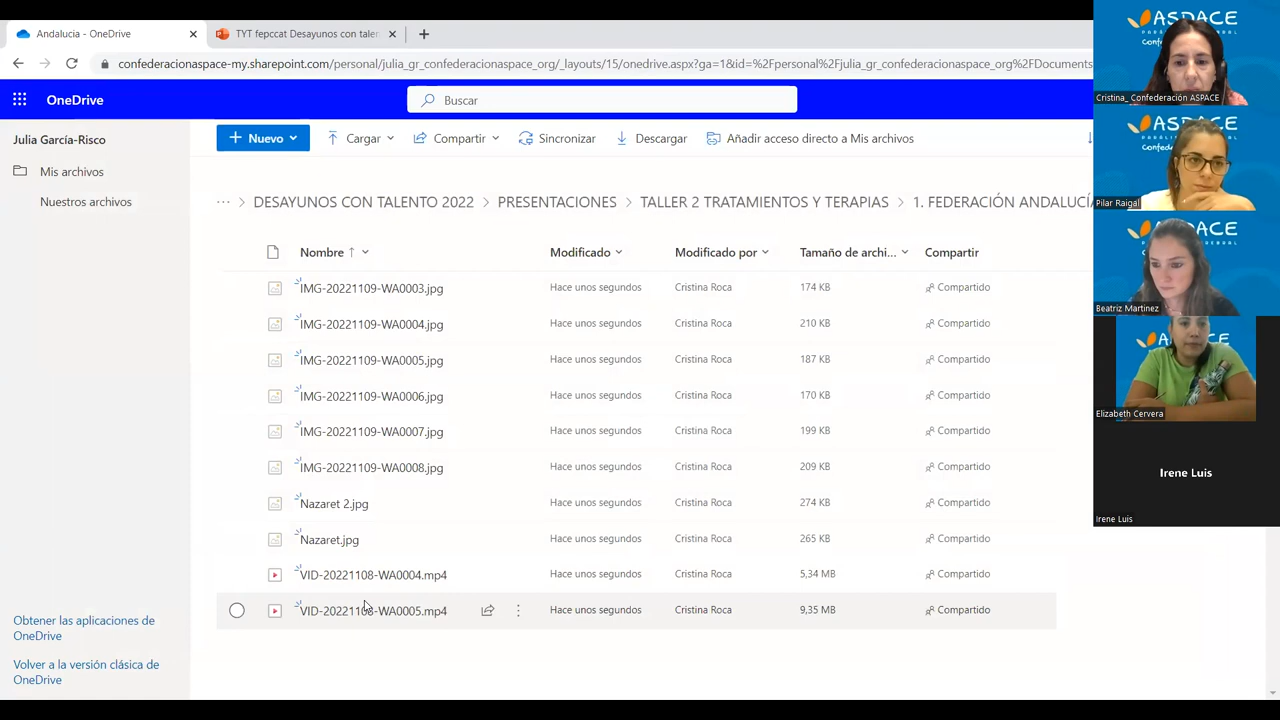 Andalucia - OneDrive
TYT fepccat Desayunos con talen
confederacionaspace-my.sharepoint.com/personal/julia_gr_confederacionaspace_org/_layouts/15/onedrive.aspx?ga=1&id=%2Fpersonal%2Fjulia_gr_confederacionaspace_org%2FDocuments
OneDrive
Buscar
Julia García-Risco
Mis archivos
Nuestros archivos
Obtener las aplicaciones de
OneDrive
Volver a la versión clásica de
OneDrive
Nuevo
Cargar
Compartir
Sincronizar
Descargar
Añadir acceso directo a Mis archivos
··· > DESAYUNOS CON TALENTO 2022 > PRESENTACIONES > TALLER 2 TRATAMIENTOS Y TERAPIAS > 1. FEDERACIÓN ANDALUCÍA
Nombre ↑ Modificado Modificado por Tamaño de archi... Compartir
IMG-20221109-WA0003.jpg Hace unos segundos Cristina Roca 174 KB Compartido
IMG-20221109-WA0004.jpg Hace unos segundos Cristina Roca 210 KB Compartido
IMG-20221109-WA0005.jpg Hace unos segundos Cristina Roca 187 KB Compartido
IMG-20221109-WA0006.jpg Hace unos segundos Cristina Roca 170 KB Compartido
IMG-20221109-WA0007.jpg Hace unos segundos Cristina Roca 199 KB Compartido
IMG-20221109-WA0008.jpg Hace unos segundos Cristina Roca 209 KB Compartido
Nazaret 2.jpg Hace unos segundos Cristina Roca 274 KB Compartido
Nazaret.jpg Hace unos segundos Cristina Roca 265 KB Compartido
VID-20221108-WA0004.mp4 Hace unos segundos Cristina Roca 5,34 MB Compartido
VID-20221108-WA0005.mp4 Hace unos segundos Cristina Roca 9,35 MB Compartido
ASPACE
Cristina_ Confederación ASPACE
ASPACE
Pilar Raigal
ASPACE
Beatriz Martinez
Elizabeth Cervera
Irene Luis
Irene Luis